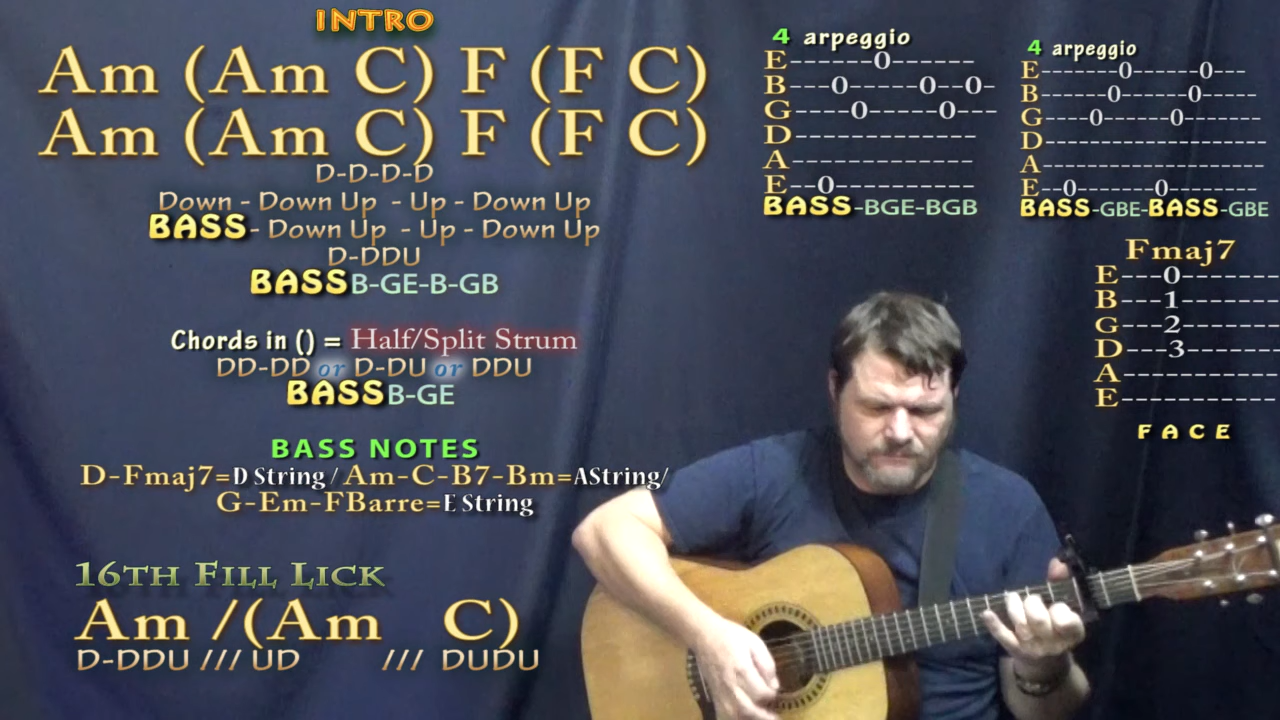 INTRO
Am (Am C) F (F C)
Am (Am C) F (F C)
D-D-D-D
Down - Down Up - Up - Down Up
BASS - Down Up - Up - Down Up
D-DDU
BASS B-GE-B-GB
Chords in () = Half/Split Strum
DD-DD or D-DU or DDU
BASS B-GE
BASS NOTES
D-Fmaj7=D String / Am-C-B7-Bm=AString/
G-Em-FBarre=E String
16TH FILL LICK
Am /(Am C)
D-DDU /// UD /// DUDU
4 arpeggio
E--------0--------
B----0-------0---0-
G------0-------0----
D-----------------
A-----------------
E--0--------------
BASS-BGE-BGB
4 arpeggio
E-------0------0---
B------0------0-----
G----0------0-------
D------------------
A------------------
E--0-------0--------
BASS-GBE-BASS-GBE
Fmaj7
E---0-------
B---1-------
G---2-------
D---3-------
A-----------
E-----------
F A C E